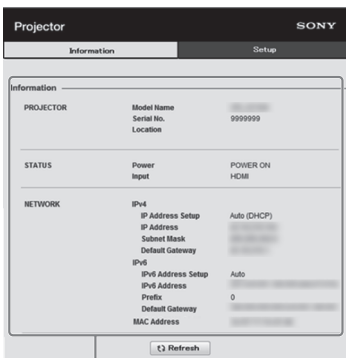 Projector SONY
Information Setup
Information
PROJECTOR Model Name
Serial No. 9999999
Location
STATUS Power POWER ON
Input HDMI
NETWORK IPv4
IP Address Setup Auto (DHCP)
IP Address
Subnet Mask
Default Gateway
IPv6
IPv6 Address Setup Auto
IPv6 Address
Prefix 0
Default Gateway
MAC Address
Refresh